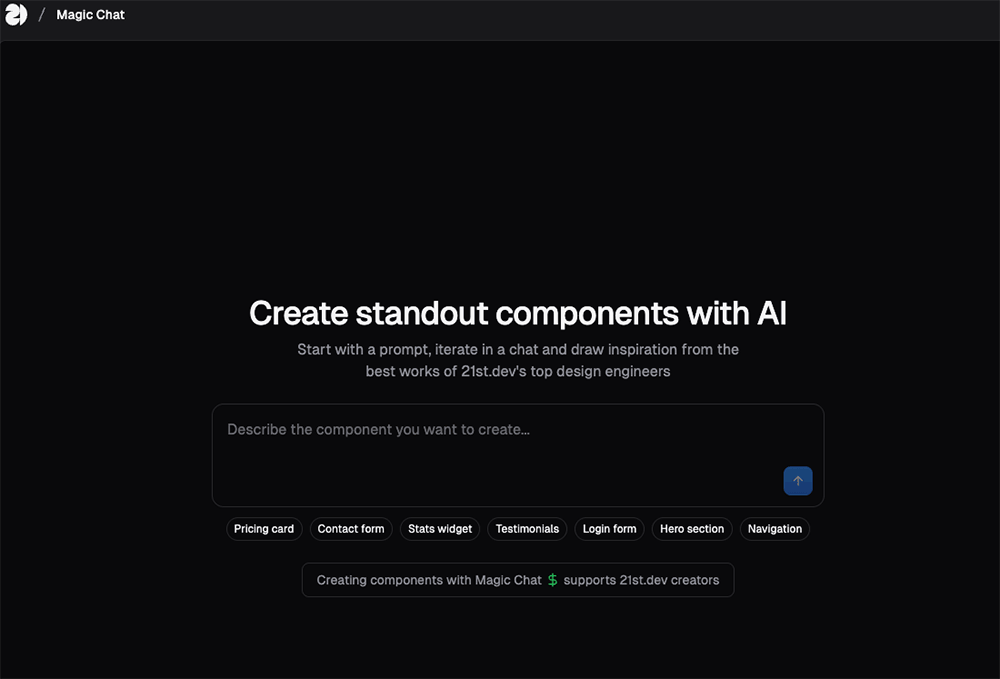 21 / Magic Chat
Create standout components with AI
Start with a prompt, iterate in a chat and draw inspiration from the
best works of 21st.dev's top design engineers
Describe the component you want to create...
Pricing card Contact form Stats widget Testimonials Login form Hero section Navigation
Creating components with Magic Chat $ supports 21st.dev creators